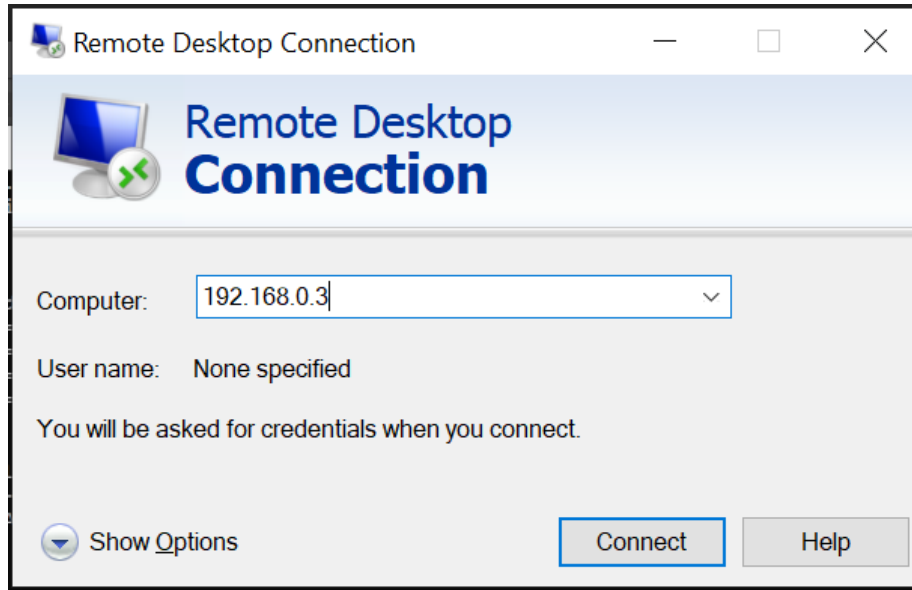 Remote Desktop Connection
Remote Desktop
Connection
Computer: 192.168.0.3
User name: None specified
You will be asked for credentials when you connect.
Show Options Connect Help